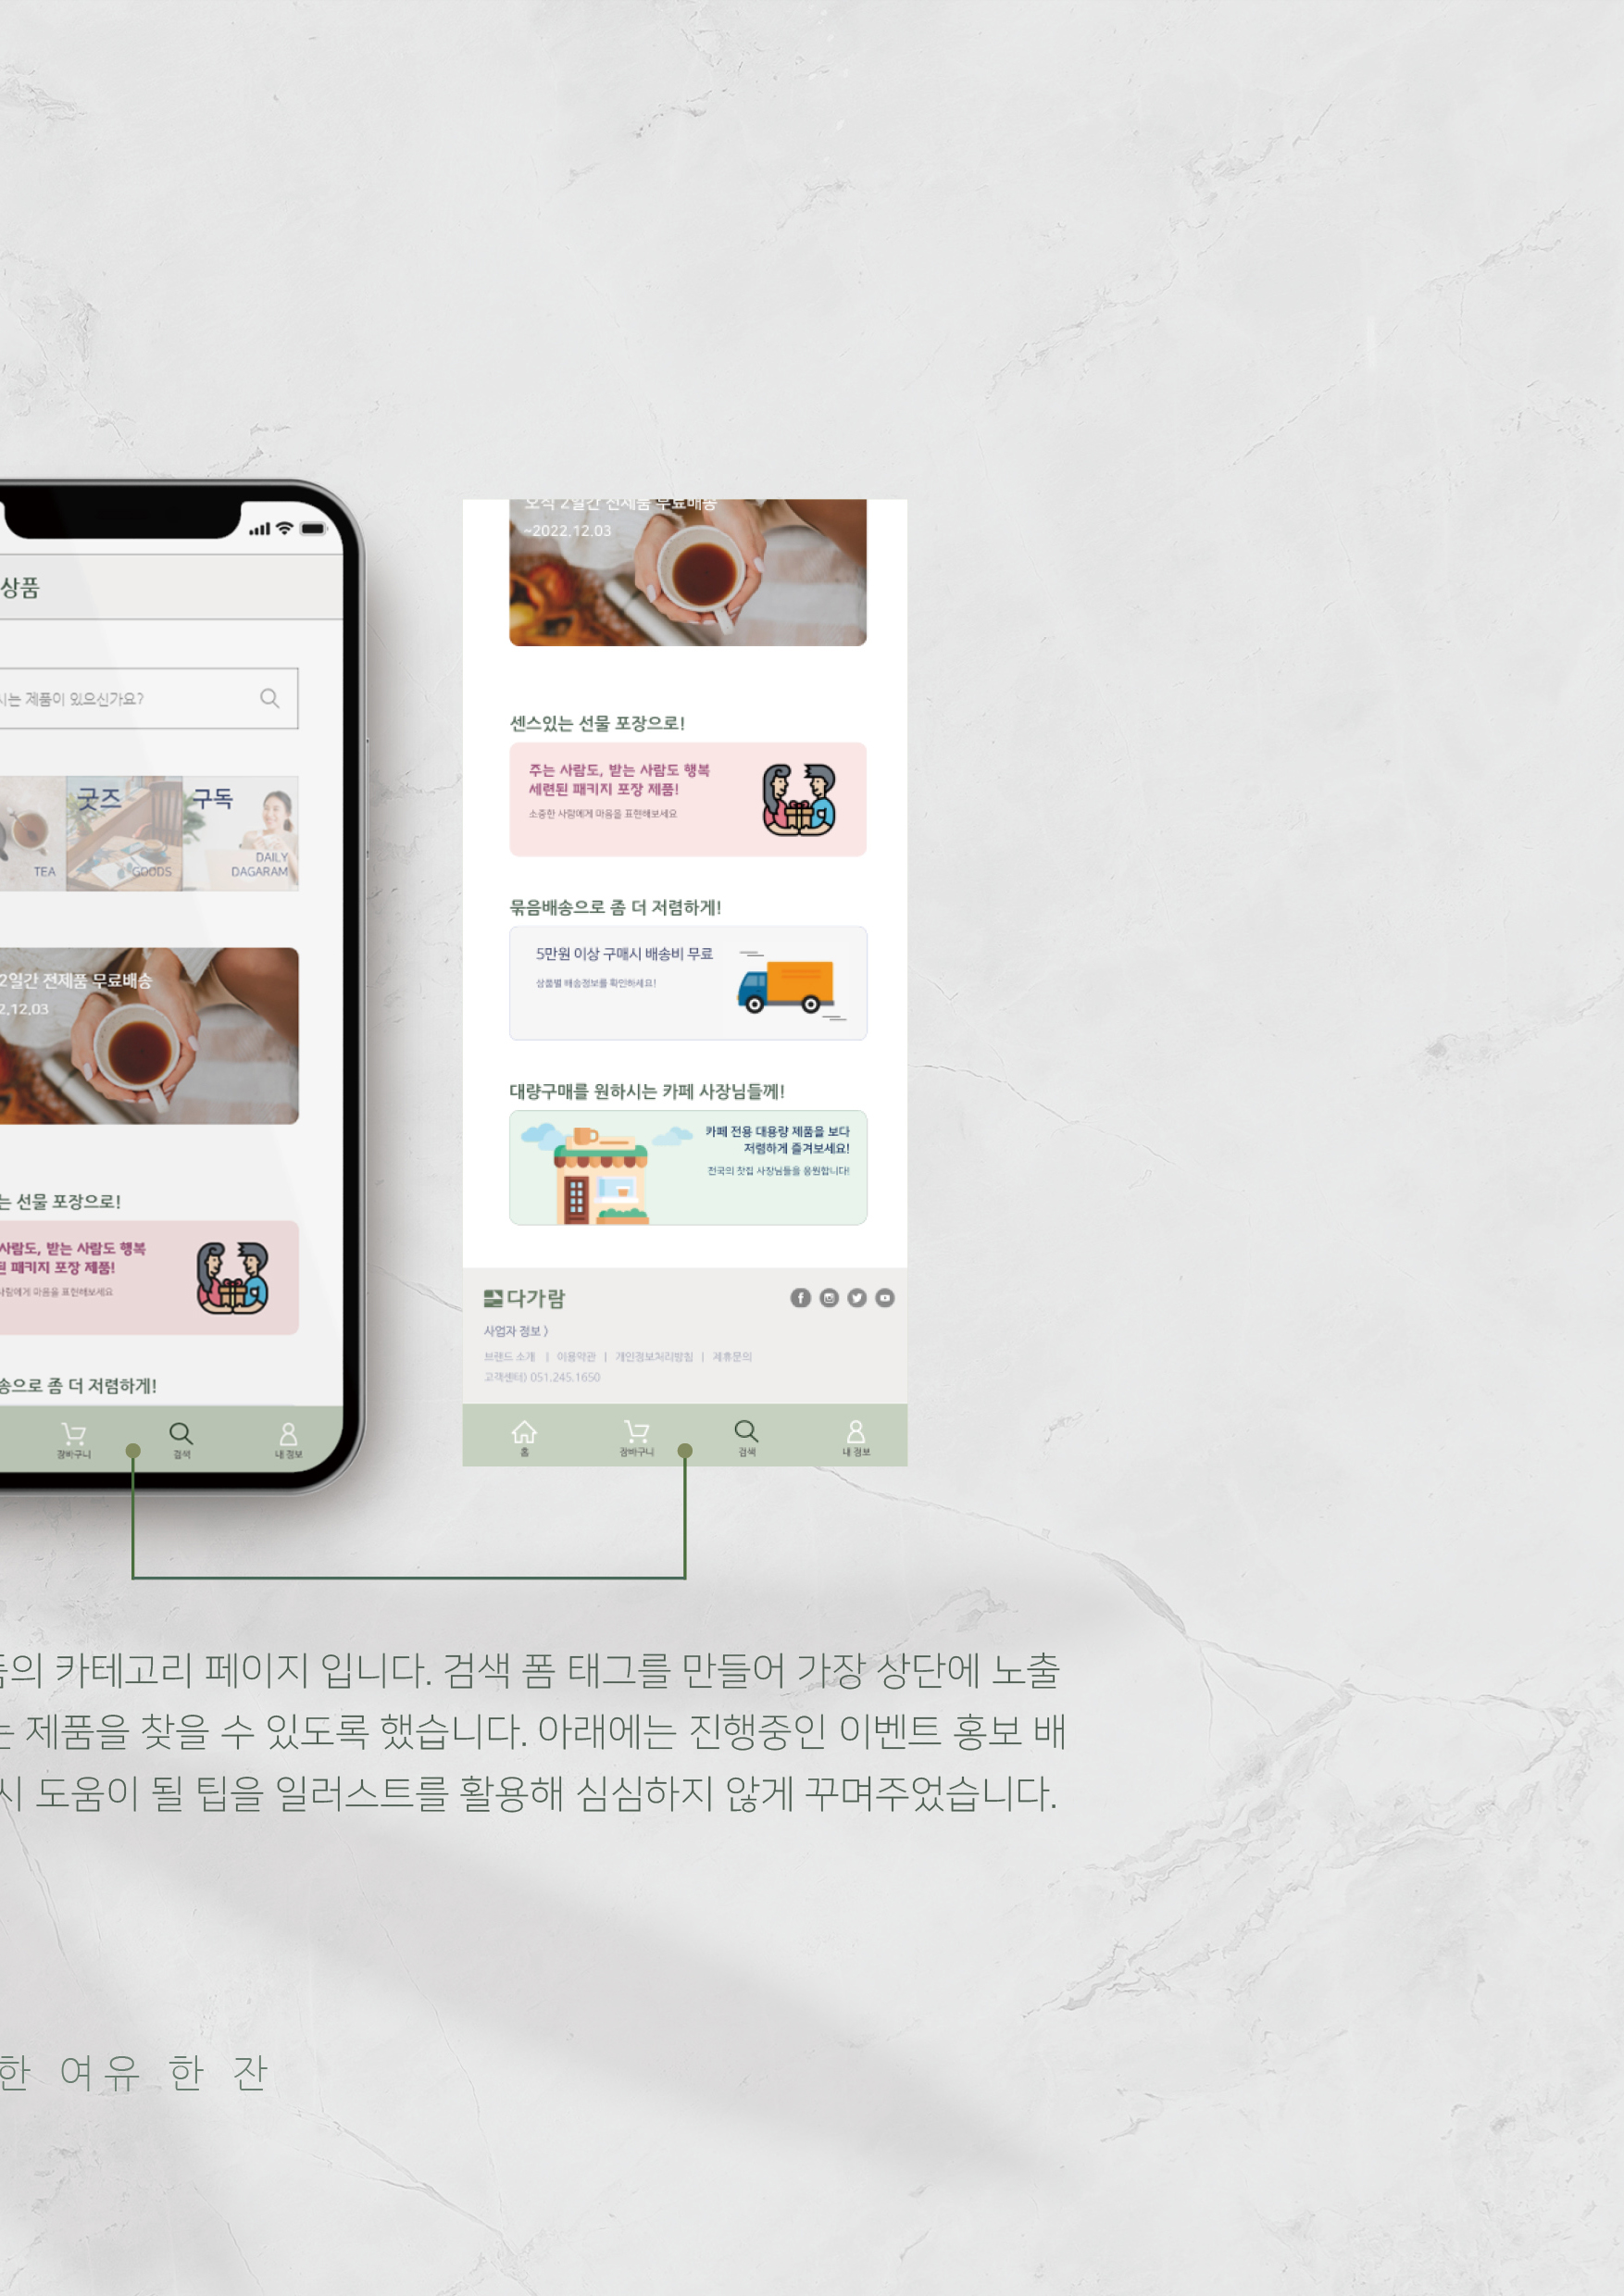 상품
시는 제품이 있으신가요?
굿즈
구독
TEA
GOODS
DAILY
DAGARAM
2일간 전제품 무료배송
2.12.03
는 선물 포장으로!
사람도, 받는 사람도 행복
된 패키지 포장 제품!
사람에게 마음을 표현해보세요
송으로 좀 더 저렴하게!
장바구니
검색
내 정보
오직 2일간 전제품 무료배송
~2022.12.03
센스있는 선물 포장으로!
주는 사람도, 받는 사람도 행복
세련된 패키지 포장 제품!
소중한 사람에게 마음을 표현해보세요
묶음배송으로 좀 더 저렴하게!
5만원 이상 구매시 배송비 무료
상품별 배송정보를 확인하세요!
대량구매를 원하시는 카페 사장님들께!
카페 전용 대용량 제품을 보다
저렴하게 즐겨보세요!
전국의 찻집 사장님들을 응원합니다!
다가람
사업자 정보 〉
브랜드 소개 | 이용약관 | 개인정보처리방침 | 제휴문의
고객센터) 051.245.1650
홈
장바구니
검색
내 정보
품의 카테고리 페이지 입니다. 검색 폼 태그를 만들어 가장 상단에 노출
는 제품을 찾을 수 있도록 했습니다. 아래에는 진행중인 이벤트 홍보 배
시 도움이 될 팁을 일러스트를 활용해 심심하지 않게 꾸며주었습니다.
한 여유 한 잔